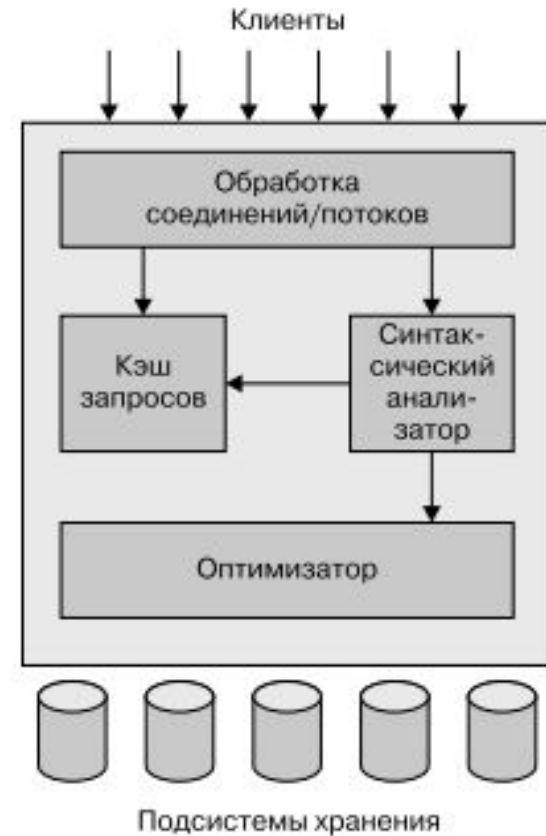 Клиенты
Обработка
соединений/потоков
Кэш
запросов
Синтак-
сический
анали-
затор
Оптимизатор
Подсистемы хранения